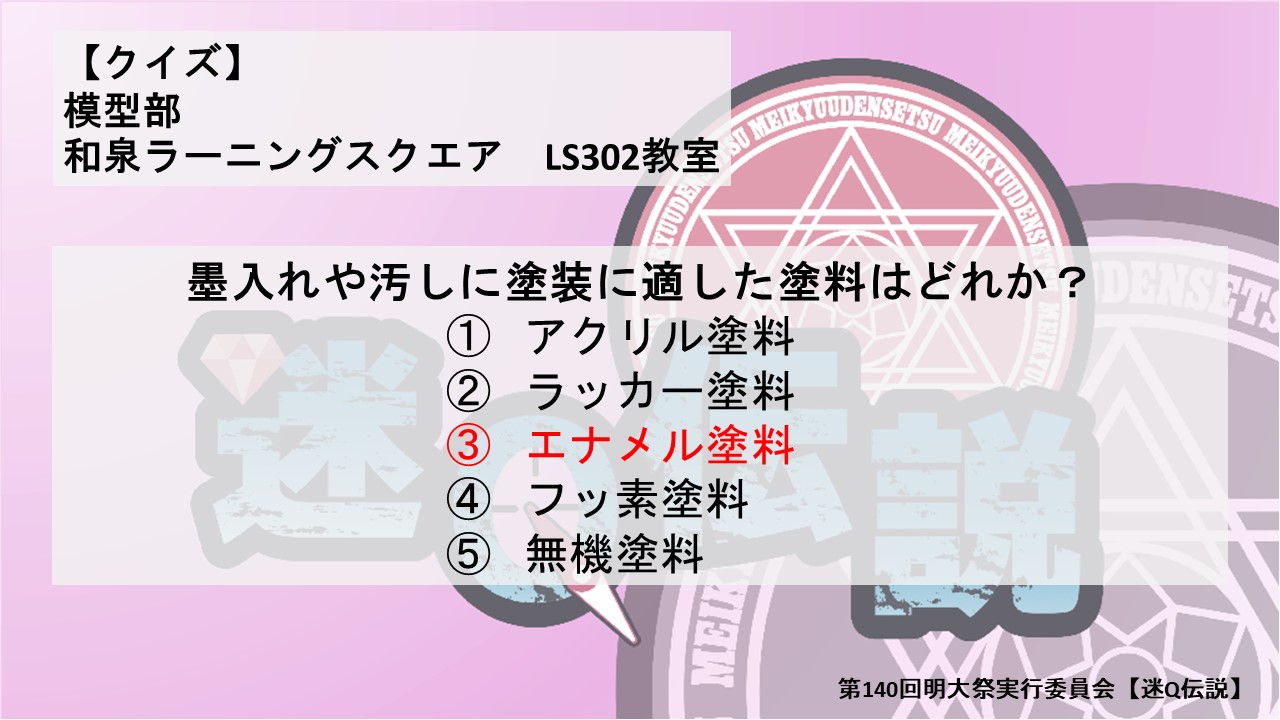 【クイズ】
模型部
和泉ラーニングスクエア　LS302教室
墨入れや汚しに塗装に適した塗料はどれか？
①　アクリル塗料
②　ラッカー塗料
③　エナメル塗料
④　フッ素塗料
⑤　無機塗料
迷Q伝説
MEIKYUUDENSETSU MEIKYUUDENSETSU MEIKYUUDENSETSU
第140回明大祭実行委員会【迷Q伝説】